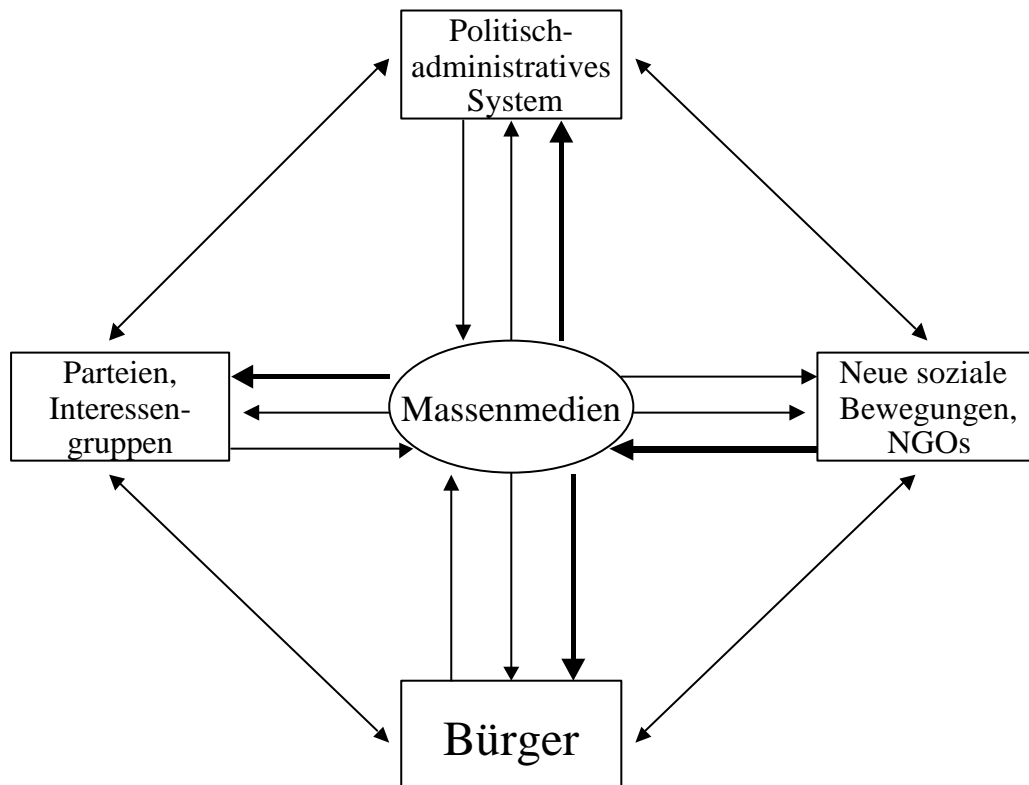 Politisch-
administratives
System
Parteien,
Interessen-
gruppen
Massenmedien
Neue soziale
Bewegungen,
NGOs
Bürger